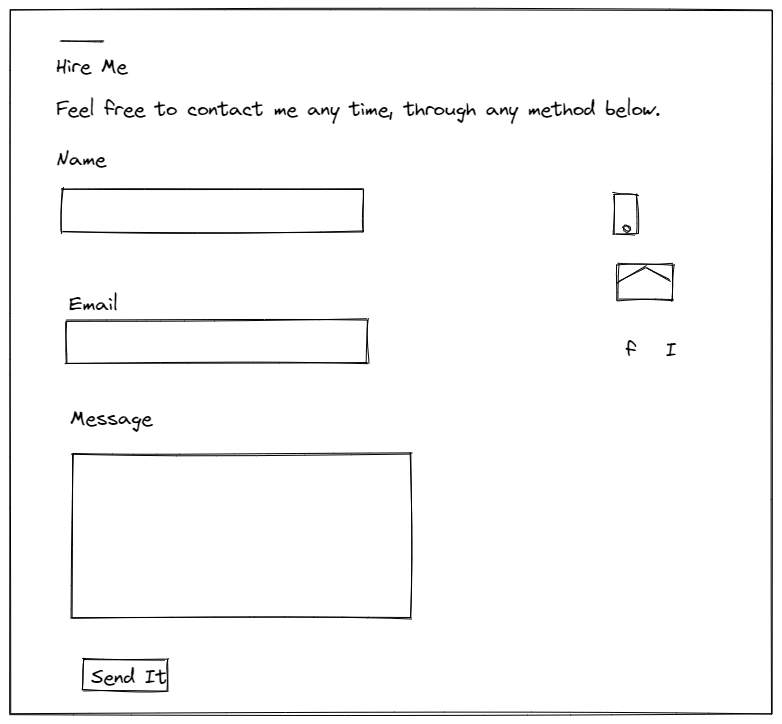 Hire Me
Feel free to contact me any time, through any method below.
Name
Email
f I
Message
Send It